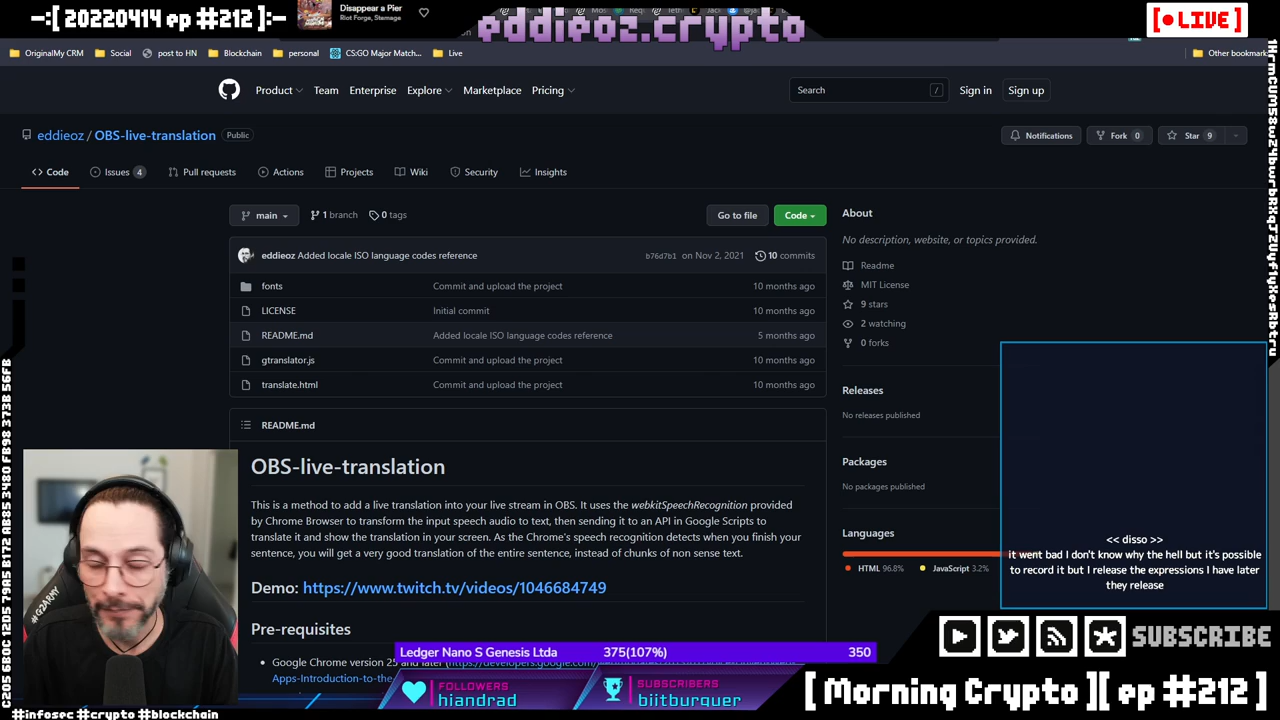 -:[ 20220414 ep #212 ]:-
Disappear a Pier
Riot Forge, Stemage
eddieoz.crypto
[ LIVE ]
OriginalMy CRM
Social
post to HN
Blockchain
personal
CS:GO Major Match...
Live
Other bookmark
Product
Team
Enterprise
Explore
Marketplace
Pricing
Search
/
Sign in
Sign up
eddieoz / OBS-live-translation
Public
Notifications
Fork 0
Star 9
Code
Issues 4
Pull requests
Actions
Projects
Wiki
Security
Insights
main
1 branch
0 tags
Go to file
Code
eddieoz Added locale ISO language codes reference
b76d7b1 on Nov 2, 2021
10 commits
fonts
Commit and upload the project
10 months ago
LICENSE
Initial commit
10 months ago
README.md
Added locale ISO language codes reference
5 months ago
gtranslator.js
Commit and upload the project
10 months ago
translate.html
Commit and upload the project
10 months ago
README.md
OBS-live-translation
This is a method to add a live translation into your live stream in OBS. It uses the webkitSpeechRecognition provided
by Chrome Browser to transform the input speech audio to text, then sending it to an API in Google Scripts to
translate it and show the translation in your screen. As the Chrome's speech recognition detects when you finish your
sentence, you will get a very good translation of the entire sentence, instead of chunks of non sense text.
Demo: https://www.twitch.tv/videos/1046684749
Pre-requisites
Google Chrome version 25 and later
Apps-Introduction-to-the
About
No description, website, or topics provided.
Readme
MIT License
9 stars
2 watching
0 forks
Releases
No releases published
Packages
No packages published
Languages
HTML 96.8%
JavaScript 3.2%
<< disso >>
it went bad I don't know why the hell but it's possible
to record it but I release the expressions I have later
they release
Ledger Nano S Genesis Ltda
375(107%)
350
FOLLOWERS
hiandrad
SUBSCRIBERS
biitburguer
SUBSCRIBE
[ Morning Crypto ][ ep #212 ]
#infosec #crypto #blockchain
#G2ARMY